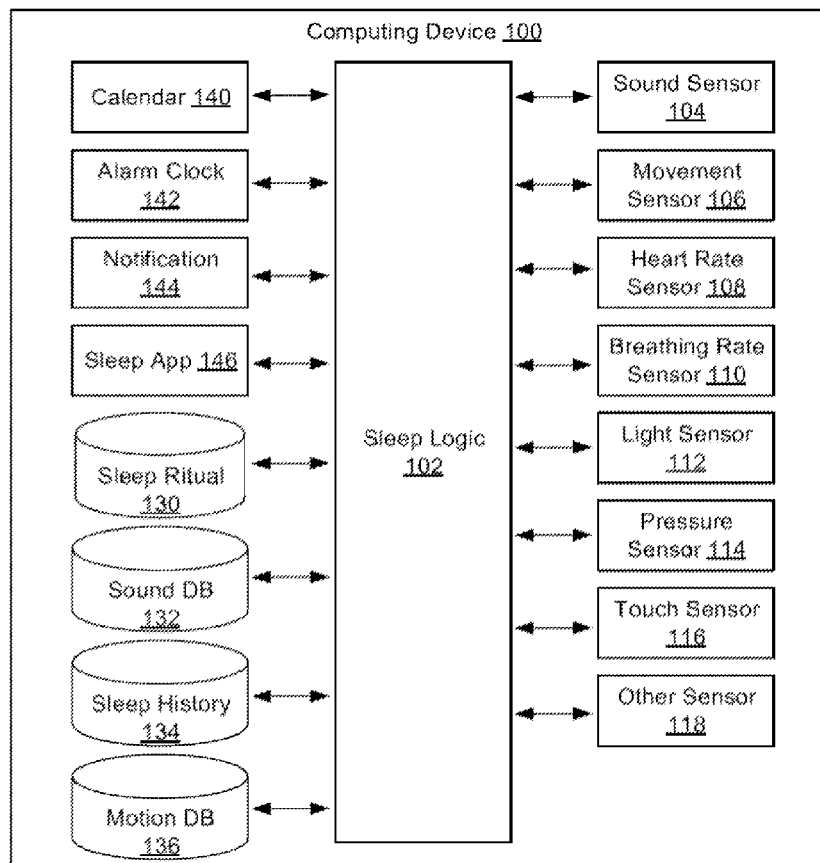 Computing Device 100
Calendar 140
Alarm Clock
142
Notification
144
Sleep App 146
Sleep Ritual
130
Sound DB
132
Sleep History
134
Motion DB
136
Sleep Logic
102
Sound Sensor
104
Movement
Sensor 106
Heart Rate
Sensor 108
Breathing Rate
Sensor 110
Light Sensor
112
Pressure
Sensor 114
Touch Sensor
116
Other Sensor
118